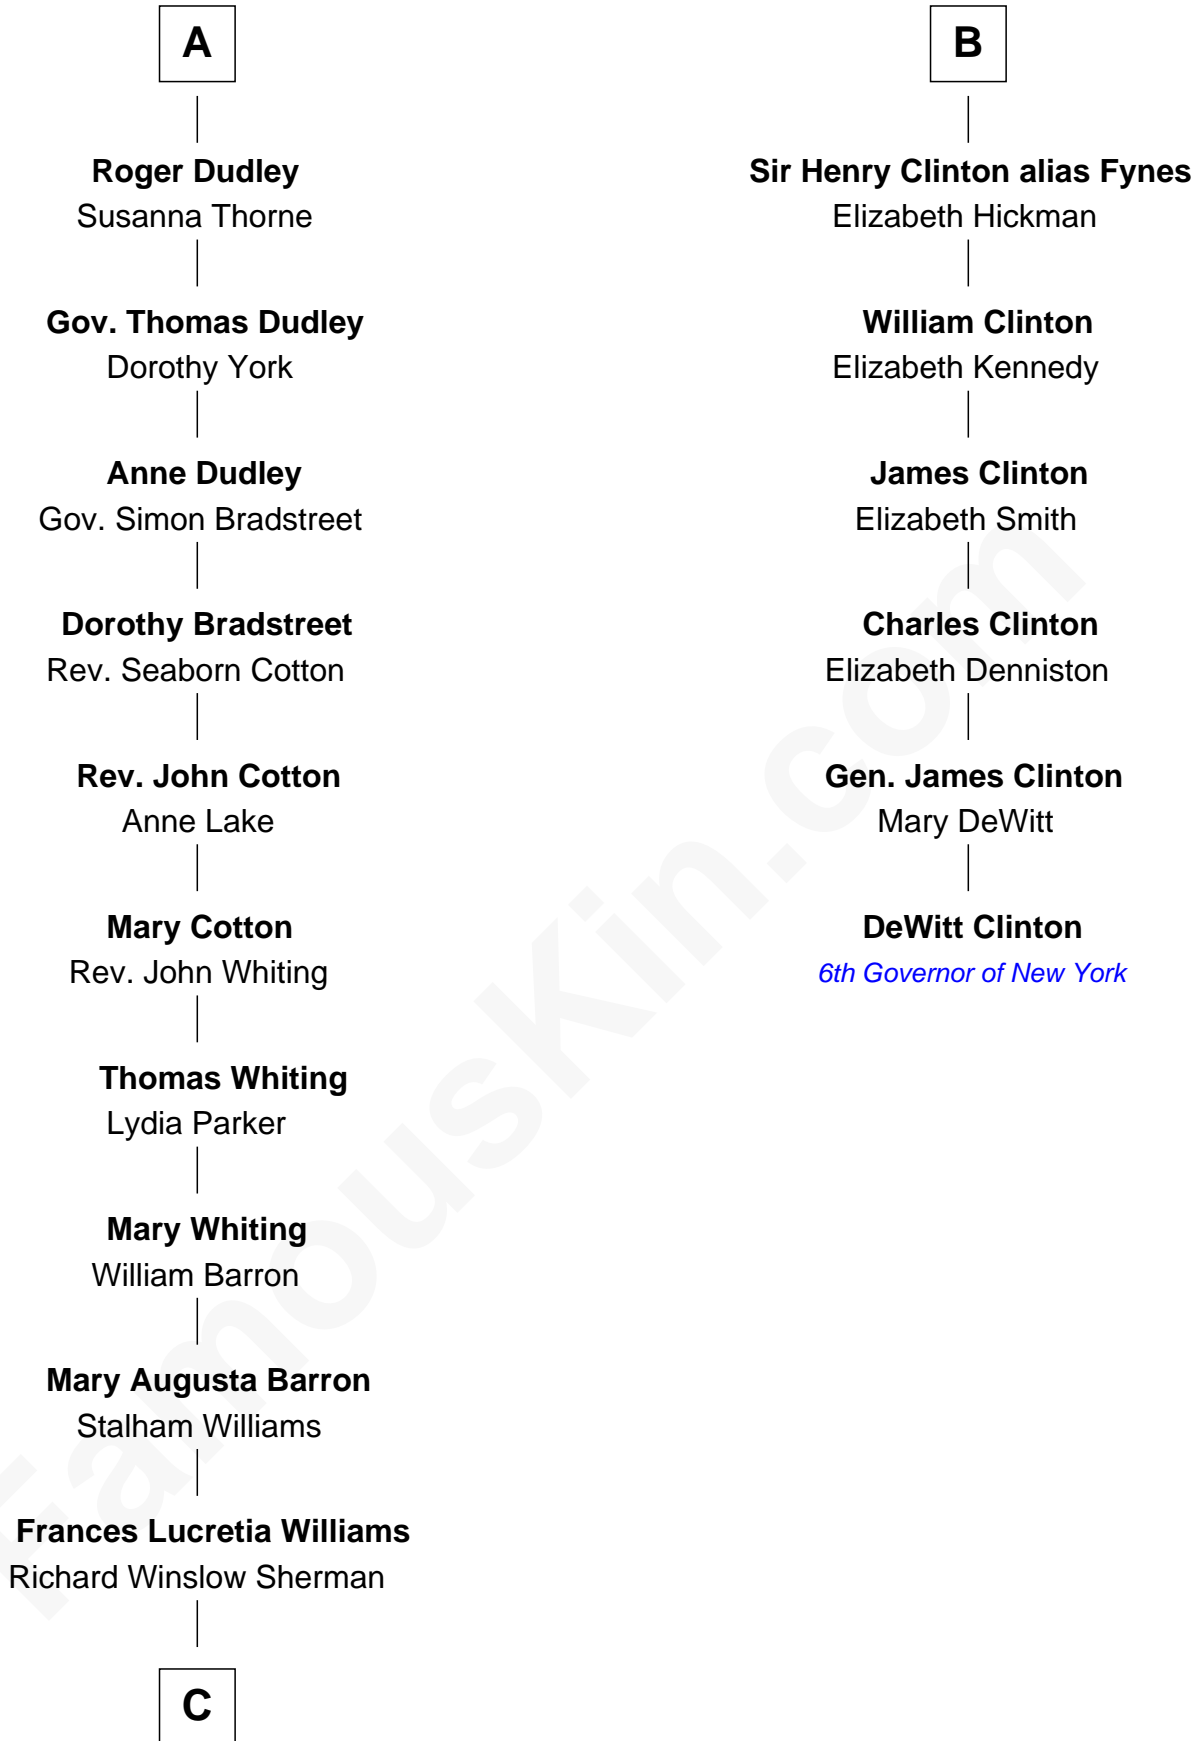 A
Roger Dudley
Susanna Thorne
Gov. Thomas Dudley
Dorothy York
Anne Dudley
Gov. Simon Bradstreet
Dorothy Bradstreet
Rev. Seaborn Cotton
Rev. John Cotton
Anne Lake
Mary Cotton
Rev. John Whiting
Thomas Whiting
Lydia Parker
Mary Whiting
William Barron
Mary Augusta Barron
Stalham Williams
Frances Lucretia Williams
Richard Winslow Sherman
C
B
Sir Henry Clinton alias Fynes
Elizabeth Hickman
William Clinton
Elizabeth Kennedy
James Clinton
Elizabeth Smith
Charles Clinton
Elizabeth Denniston
Gen. James Clinton
Mary DeWitt
DeWitt Clinton
6th Governor of New York
FamousKin.com